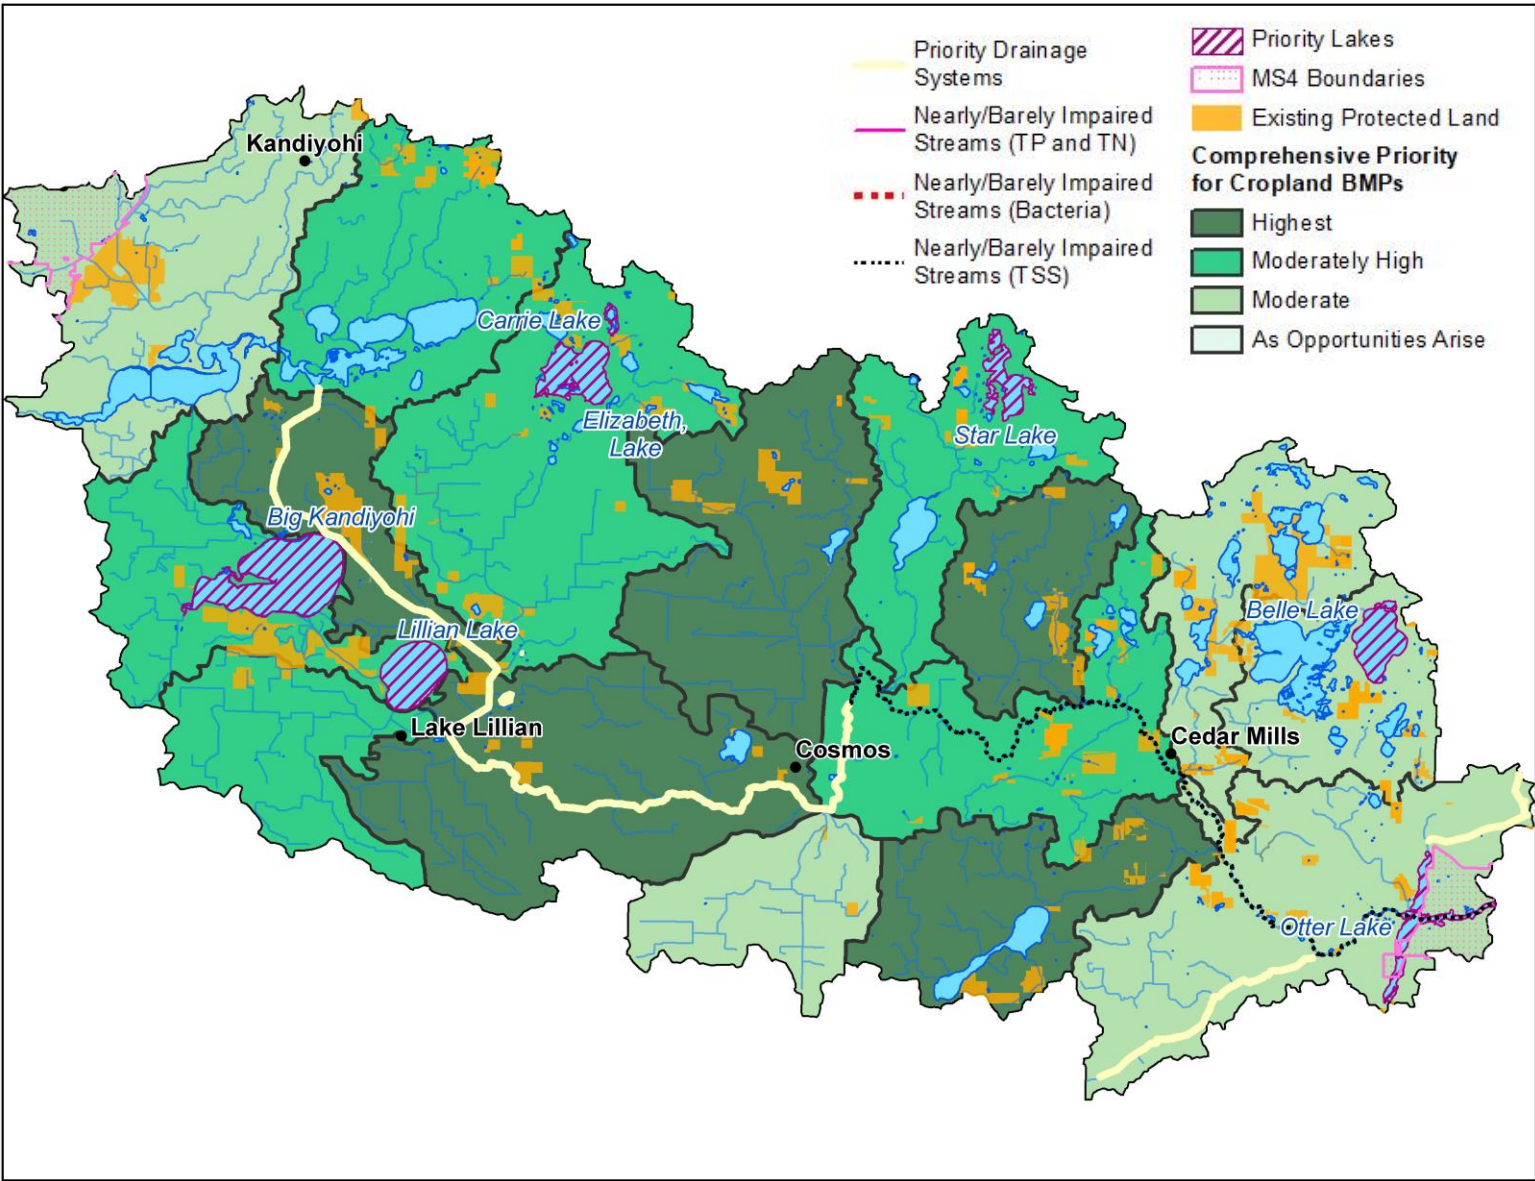 Priority Drainage
Systems
Nearly/Barely Impaired
Streams (TP and TN)
Nearly/Barely Impaired
Streams (Bacteria)
Nearly/Barely Impaired
Streams (TSS)
Priority Lakes
MS4 Boundaries
Existing Protected Land
Comprehensive Priority
for Cropland BMPs
Highest
Moderately High
Moderate
As Opportunities Arise
Kandiyohi
Carrie Lake
Elizabeth,
Lake
Star Lake
Big Kandiyohi
Lillian Lake
Belle Lake
Lake Lillian
Cosmos
Cedar Mills
Otter Lake